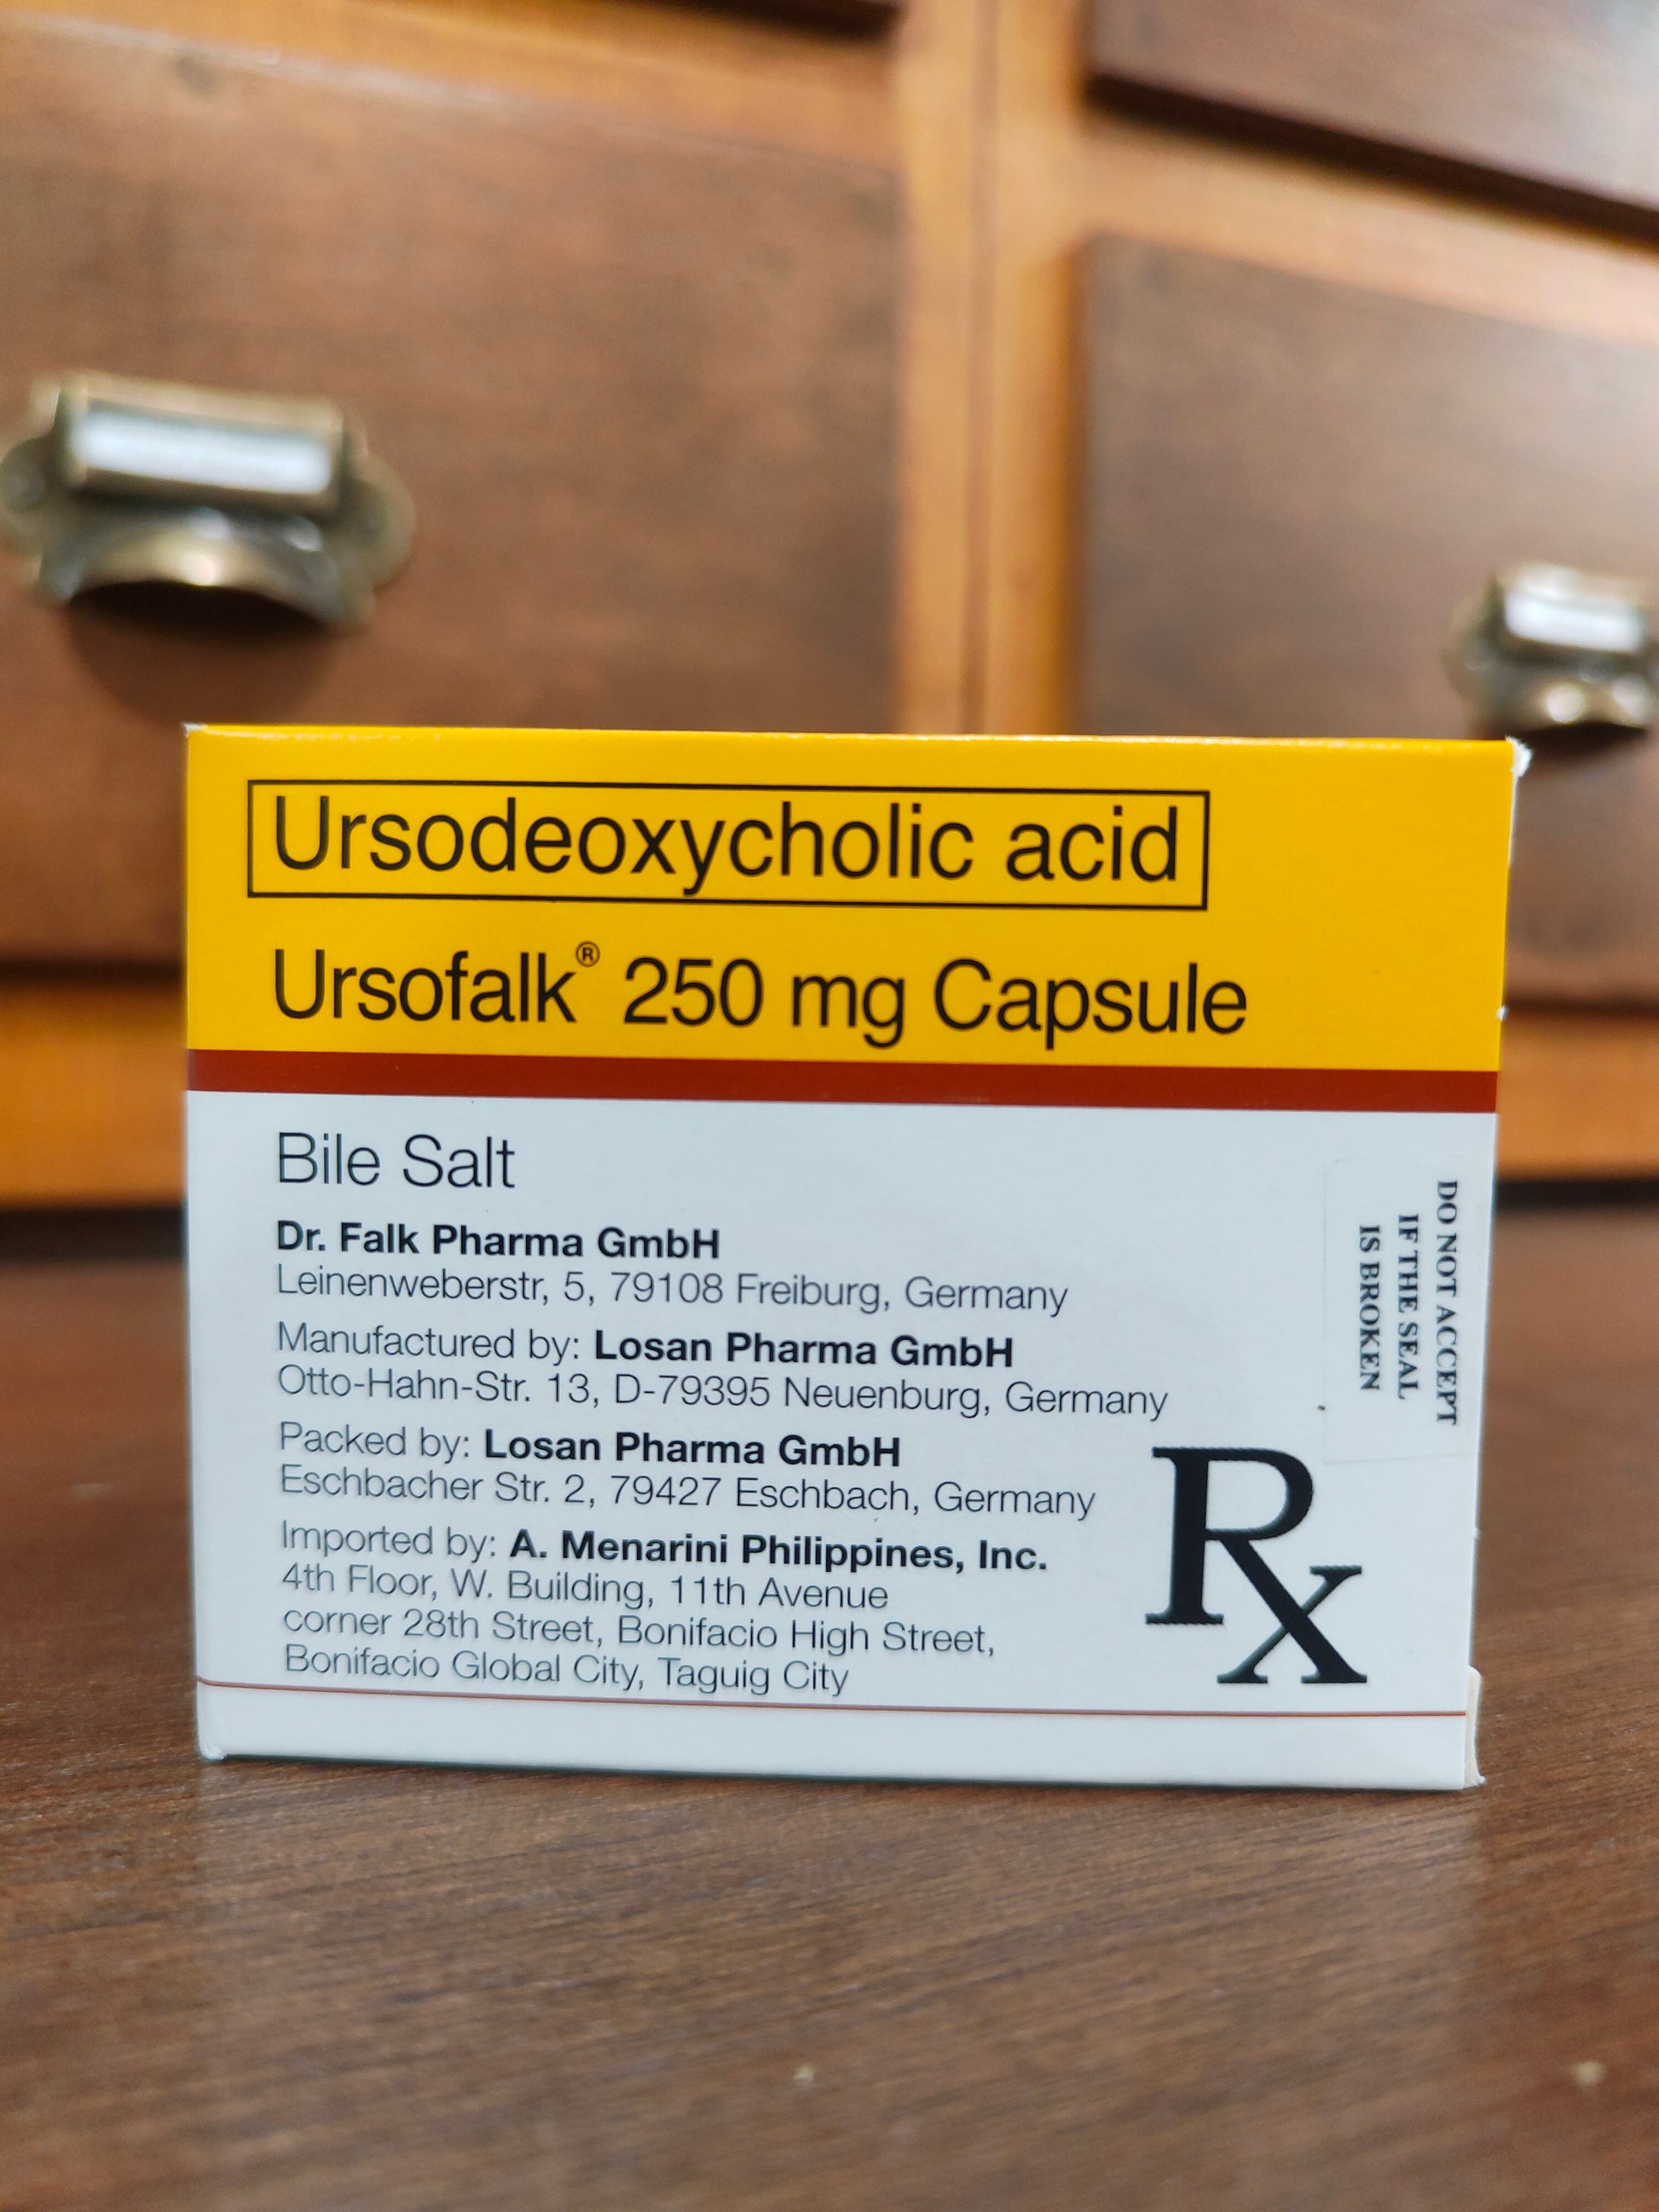 Ursodeoxycholic acid
Ursofalk® 250 mg Capsule
Bile Salt
Dr. Falk Pharma GmbH
Leinenweberstr, 5, 79108 Freiburg, Germany
Manufactured by: Losan Pharma GmbH
Otto-Hahn-Str. 13, D-79395 Neuenburg, Germany
Packed by: Losan Pharma GmbH
Eschbacher Str. 2, 79427 Eschbach, Germany
Imported by: A. Menarini Philippines, Inc.
4th Floor, W. Building, 11th Avenue
corner 28th Street, Bonifacio High Street,
Bonifacio Global City, Taguig City
DO NOT ACCEPT
IF THE SEAL
IS BROKEN
Rx